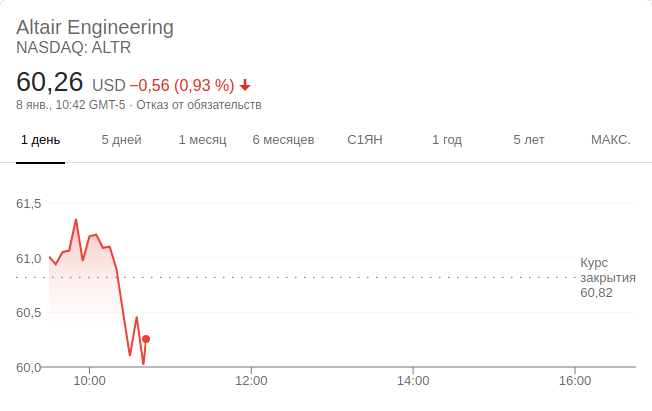 Altair Engineering
NASDAQ: ALTR
60,26 USD −0,56 (0,93 %)
8 янв., 10:42 GMT-5 · Отказ от обязательств
1 день 5 дней 1 месяц 6 месяцев С1ЯН 1 год 5 лет МАКС.
61,5
61,0
60,5
60,0
Курс
закрытия
60,82
10:00 12:00 14:00 16:00